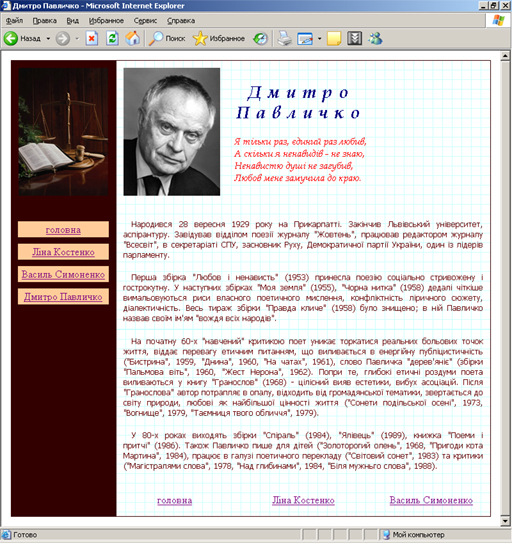 Дмитро Павличко - Microsoft Internet Explorer
Файл Правка Вид Избранное Сервис Справка
Назад Поиск Избранное
Дмитро
Павличко
Я тільки раз, єдиний раз любив,
А скільки я ненавидів - не знаю,
Ненавистю душі не загубив,
Любов мене замучила до краю.
головна
Ліна Костенко
Василь Симоненко
Дмитро Павличко
Народився 28 вересня 1929 року на Прикарпатті. Закінчив Львівський університет,
аспірантуру. Завідував відділом поезії журналу "Жовтень", працював редактором журналу
"Всесвіт", в секретаріаті СПУ, засновник Руху, Демократичної партії України, один із лідерів
парламенту.
Перша збірка "Любов і ненависть" (1953) принесла поезію соціально стривожену і
гострокутну. У наступних збірках "Моя земля" (1955), "Чорна нитка" (1958) дедалі чіткіше
вимальовуються риси власного поетичного мислення, конфліктність ліричного сюжету,
діалектичність. Весь тираж збірки "Правда кличе" (1958) було знищено; в ній Павличко
назвав своїм ім'ям "вождя всіх народів".
На початку 60-х "навчений" критикою поет уникає торкатися реальних больових точок
життя, віддає перевагу етичним питанням, що виливається в енергійну публіцистичність
("Бистрина", 1959, "Днина", 1960, "На чатах", 1961), слово Павличка "дерев'яніє" (збірки
"Пальмова віть", 1960, "Жест Нерона", 1962). Попри те, глибокі етичні роздуми поета
виливаються у книгу "Гранослов" (1968) - цілісний вияв естетики, вибух асоціацій. Після
"Гранослова" автор потрапляє в опалу, відходить від громадянської тематики, звертається до
світу природи, любові як найбільшої цінності життя ("Сонети подільської осені", 1973,
"Вогнище", 1979, "Таємниця твого обличчя", 1979).
У 80-х роках виходять збірки "Спіраль" (1984), "Ялівець" (1989), книжка "Поеми і
притчі" (1986). Також Павличко пише для дітей ("Золоторогий олень", 1968, "Пригоди кота
Мартина", 1984), працює в галузі поетичного перекладу ("Світовий сонет", 1983) та критики
("Магістралями слова", 1978, "Над глибинами", 1984, "Біля мужнього слова", 1988).
головна Ліна Костенко Василь Симоненко
Готово Мой компьютер